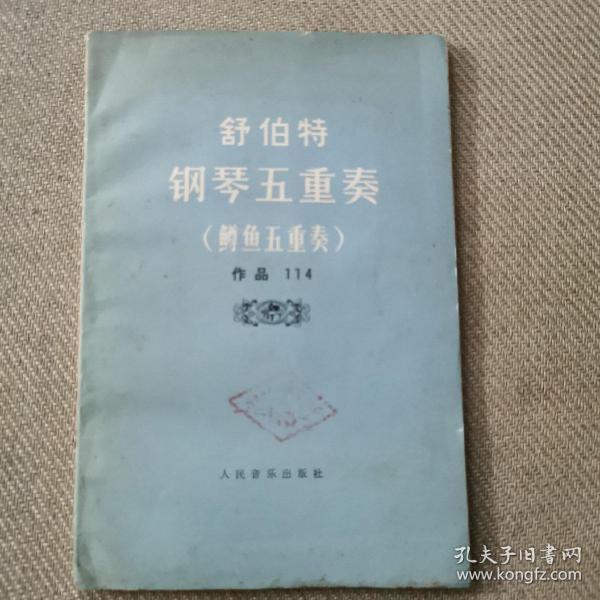 舒伯特
钢琴五重奏
（鳟鱼五重奏）
作品 114
人民音乐出版社
孔夫子旧书网
www.kongfz.com